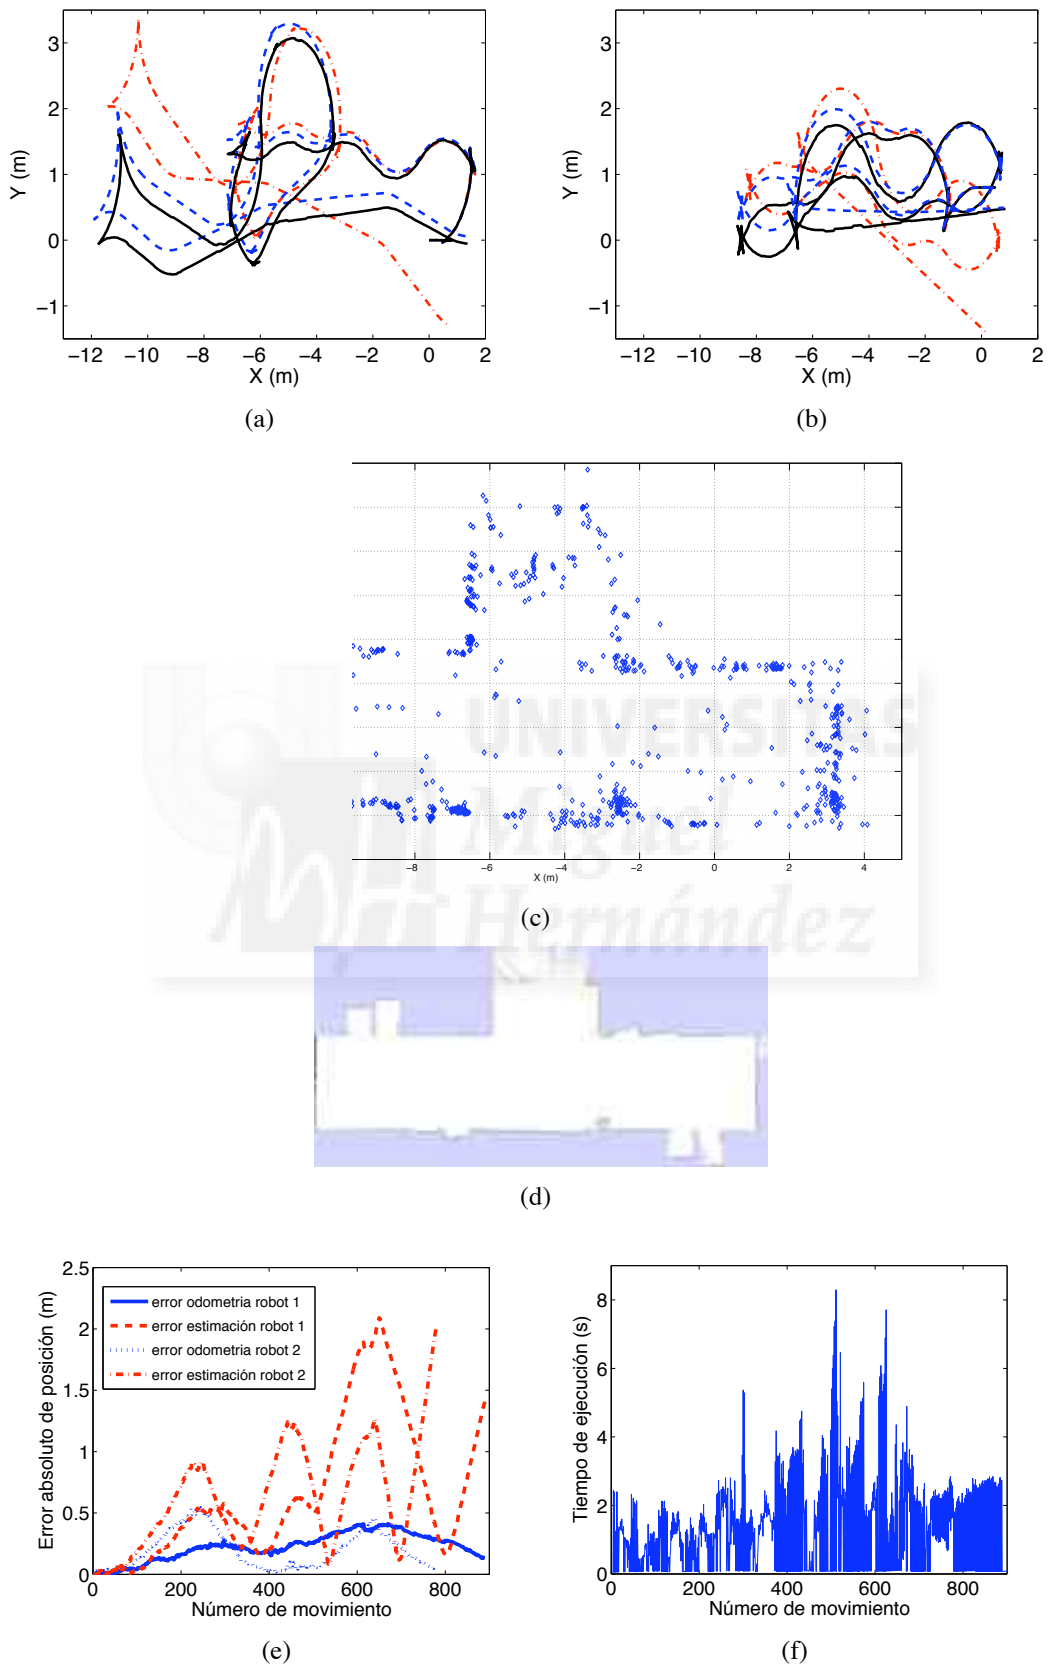 3
2
1
0
−1
Y (m)
−12 −10 −8 −6 −4 −2 0 2
X (m)
(a)
3
2
1
0
−1
Y (m)
−12 −10 −8 −6 −4 −2 0 2
X (m)
(b)
−8 −6 −4 −2 0 2 4
X (m)
(c)
UNIVERSITAS
Miguel
Hernández
(d)
2.5
2
1.5
1
0.5
0
Error absoluto de posición (m)
error odometria robot 1
error estimación robot 1
error odometria robot 2
error estimación robot 2
0 200 400 600 800
Número de movimiento
(e)
8
6
4
2
0
Tiempo de ejecución (s)
0 200 400 600 800
Número de movimiento
(f)